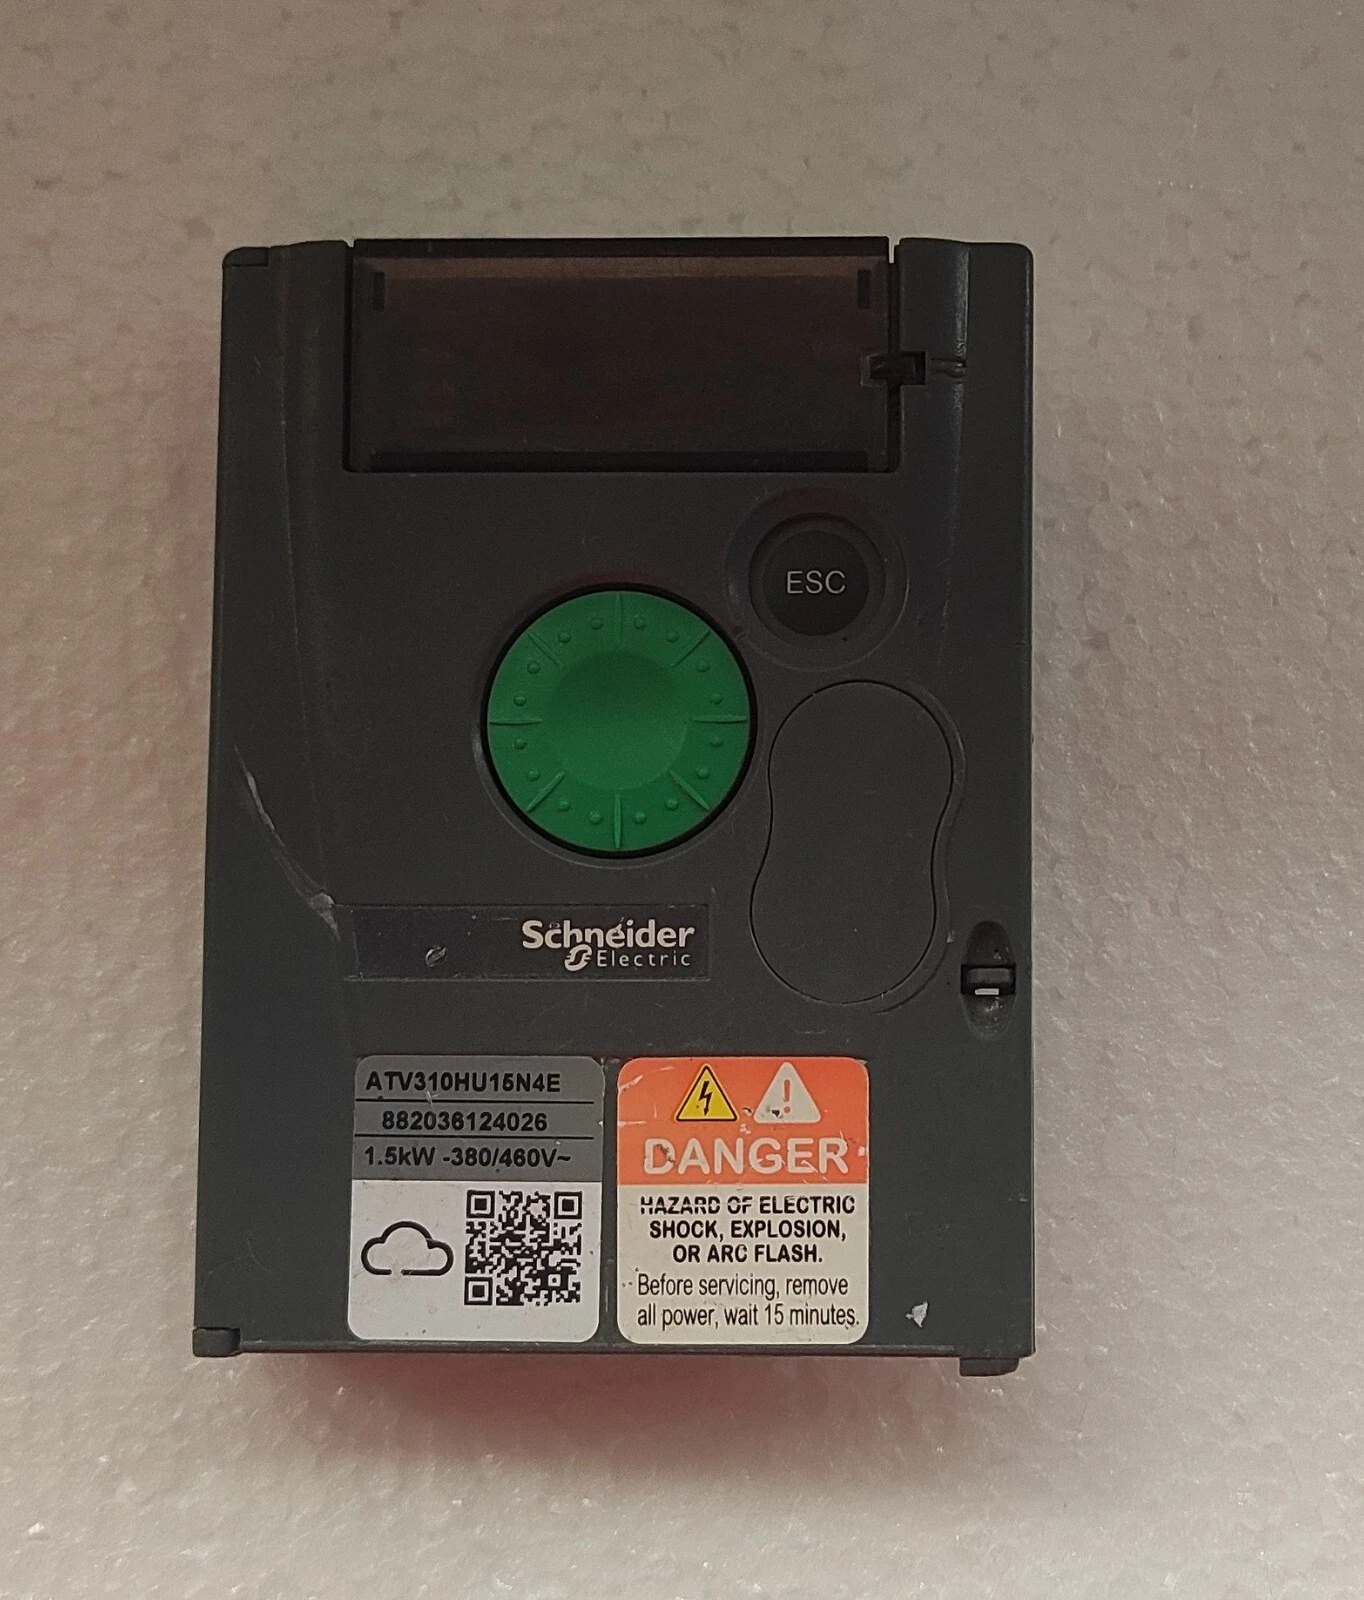 ESC
Schneider
Electric
ATV310HU15N4E
882036124026
1.5kW -380/460V~
DANGER
HAZARD OF ELECTRIC
SHOCK, EXPLOSION,
OR ARC FLASH.
Before servicing, remove
all power, wait 15 minutes.